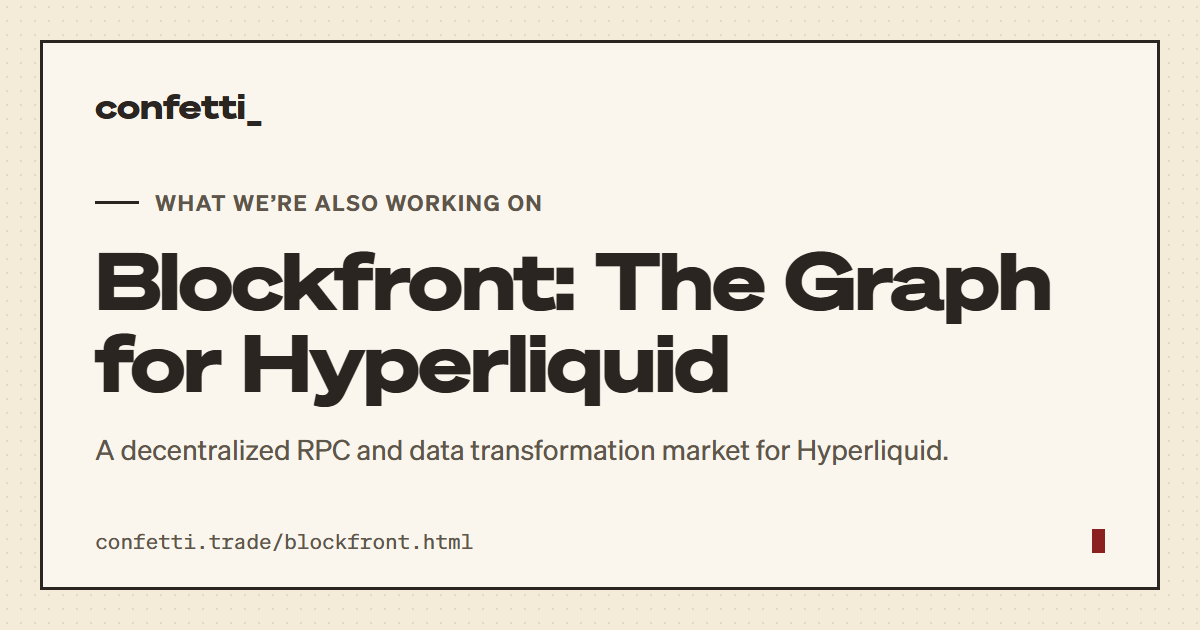 confetti_
WHAT WE’RE ALSO WORKING ON
Blockfront: The Graph
for Hyperliquid
A decentralized RPC and data transformation market for Hyperliquid.
confetti.trade/blockfront.html